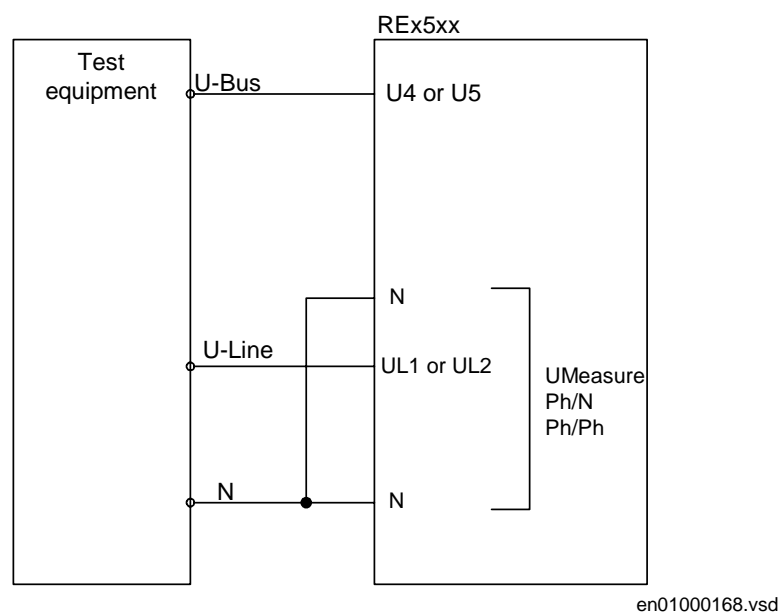 REx5xx
Test
equipment
U-Bus
U4 or U5
N
U-Line
UL1 or UL2
UMeasure
Ph/N
Ph/Ph
N
N
en01000168.vsd